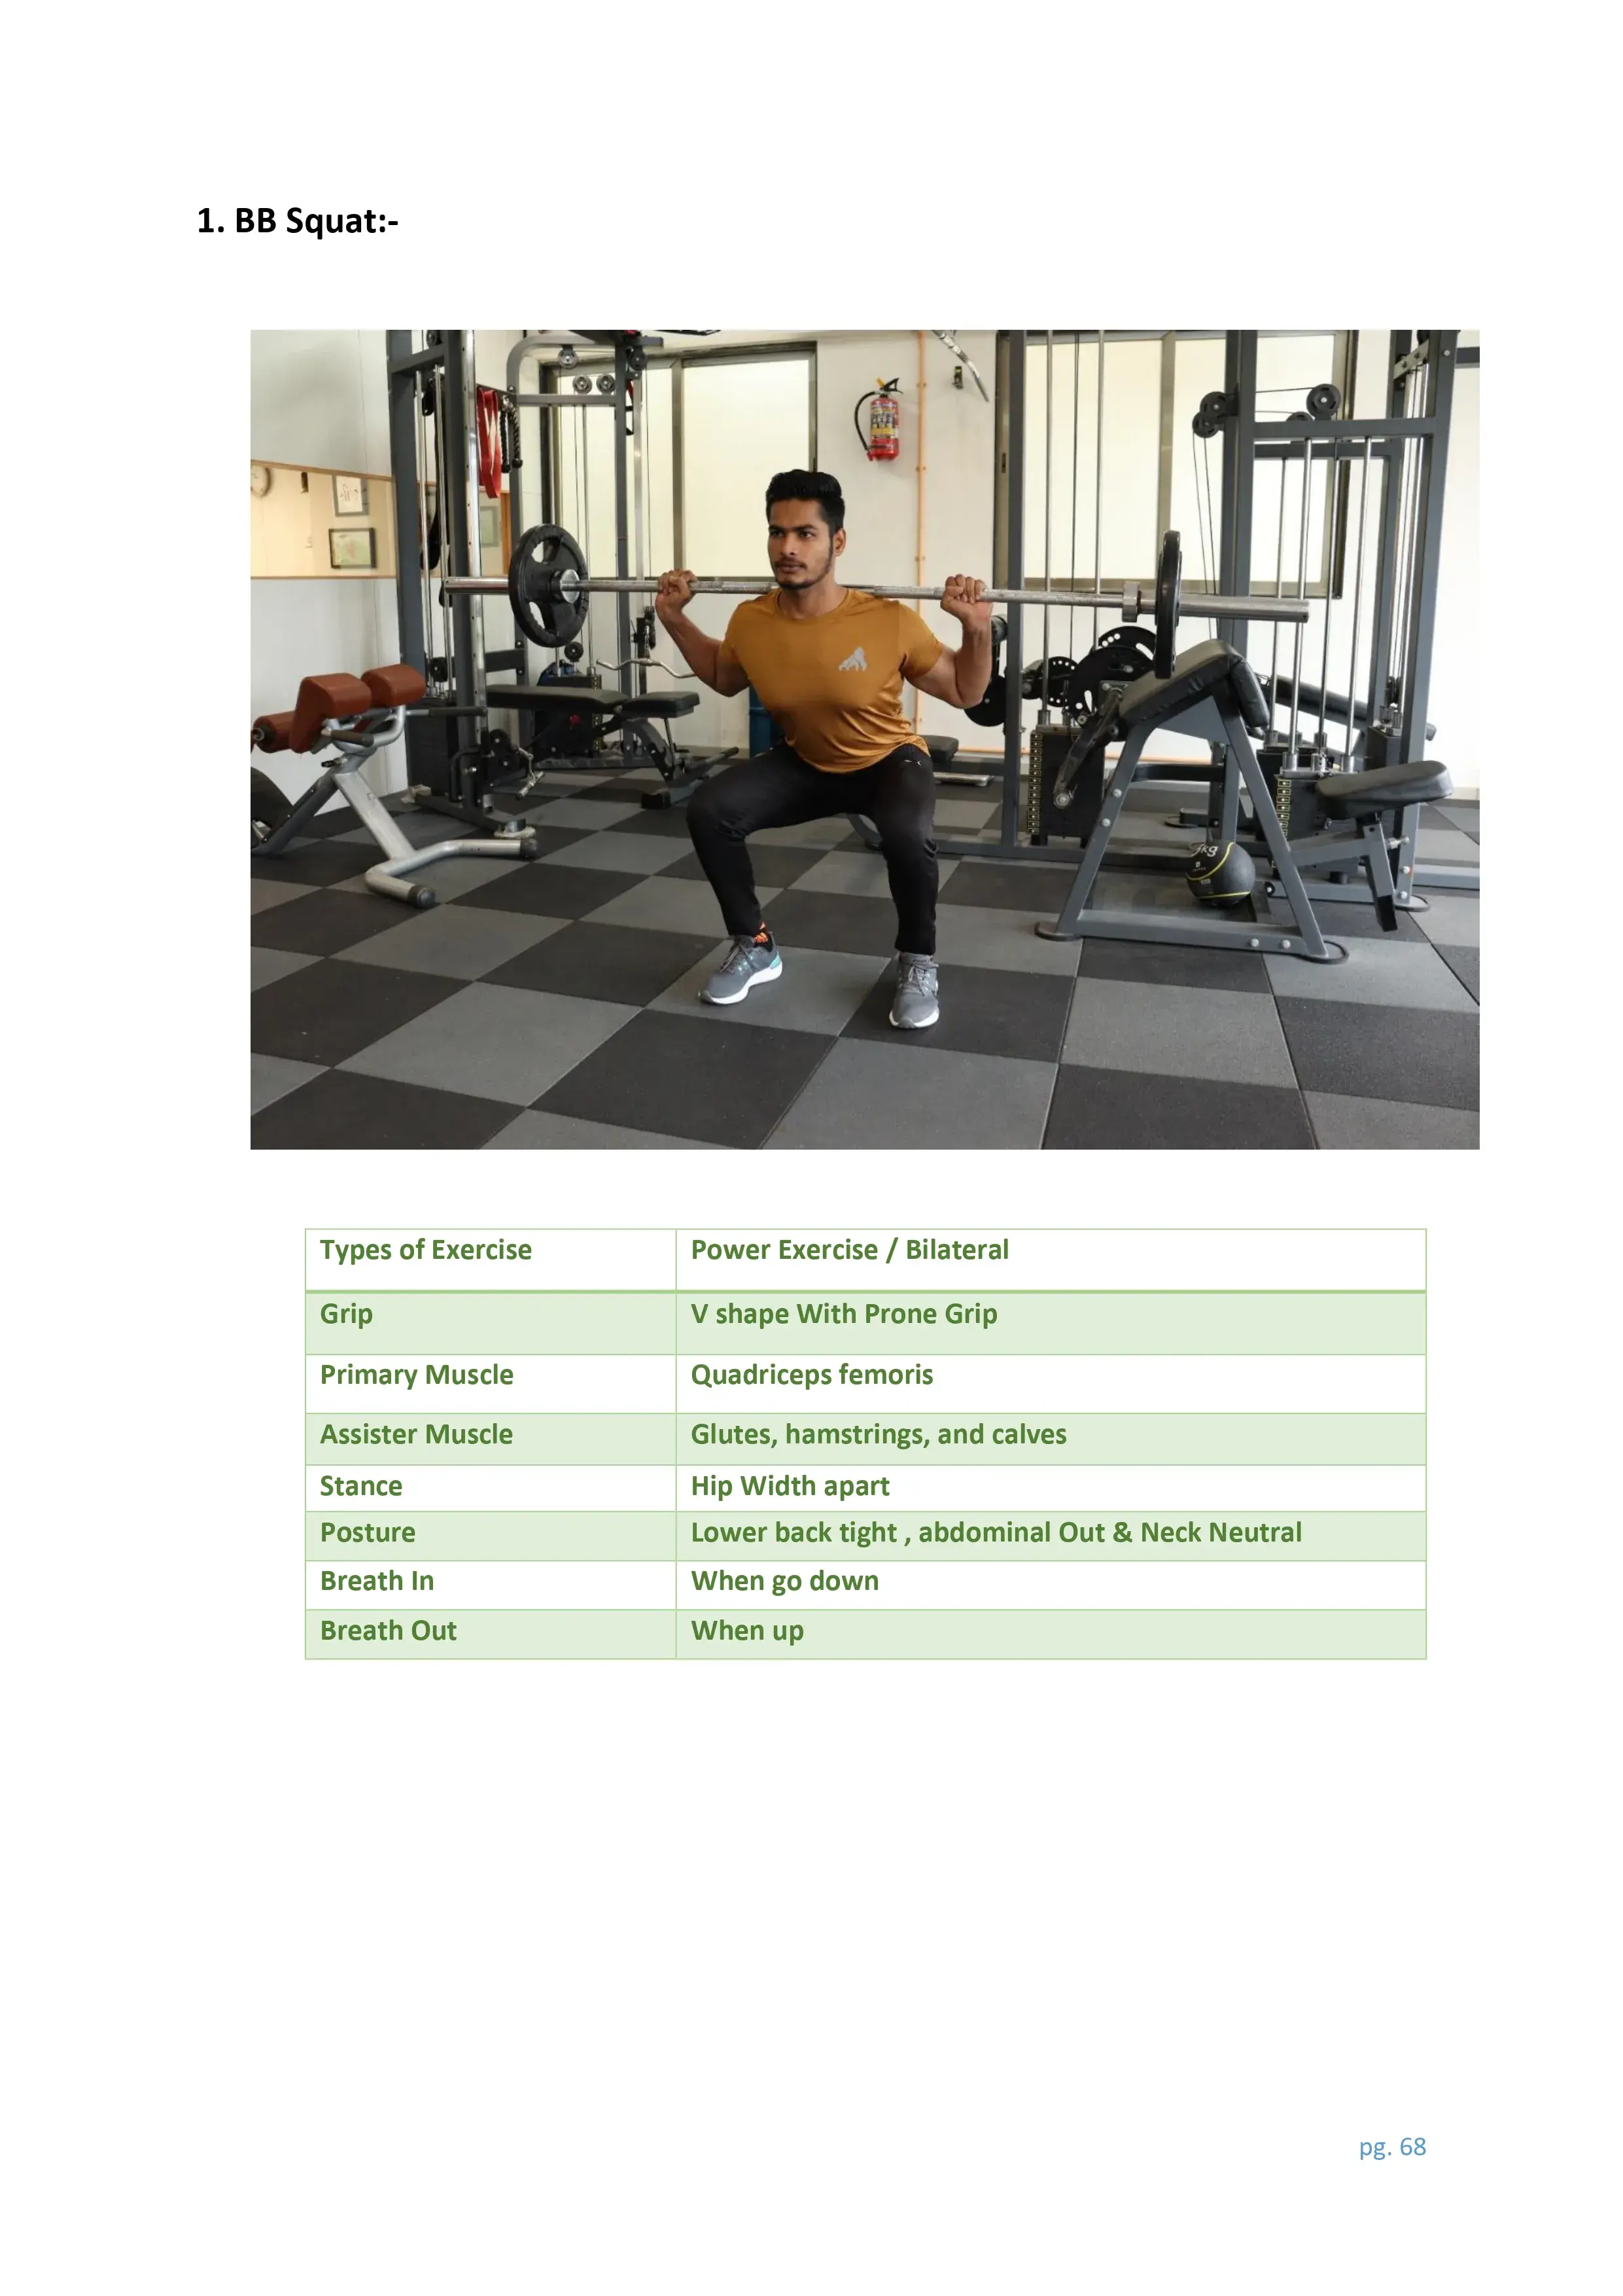 1. BB Squat:-
5kg
Types of Exercise Power Exercise / Bilateral
Grip V shape With Prone Grip
Primary Muscle Quadriceps femoris
Assister Muscle Glutes, hamstrings, and calves
Stance Hip Width apart
Posture Lower back tight , abdominal Out & Neck Neutral
Breath In When go down
Breath Out When up
pg. 68